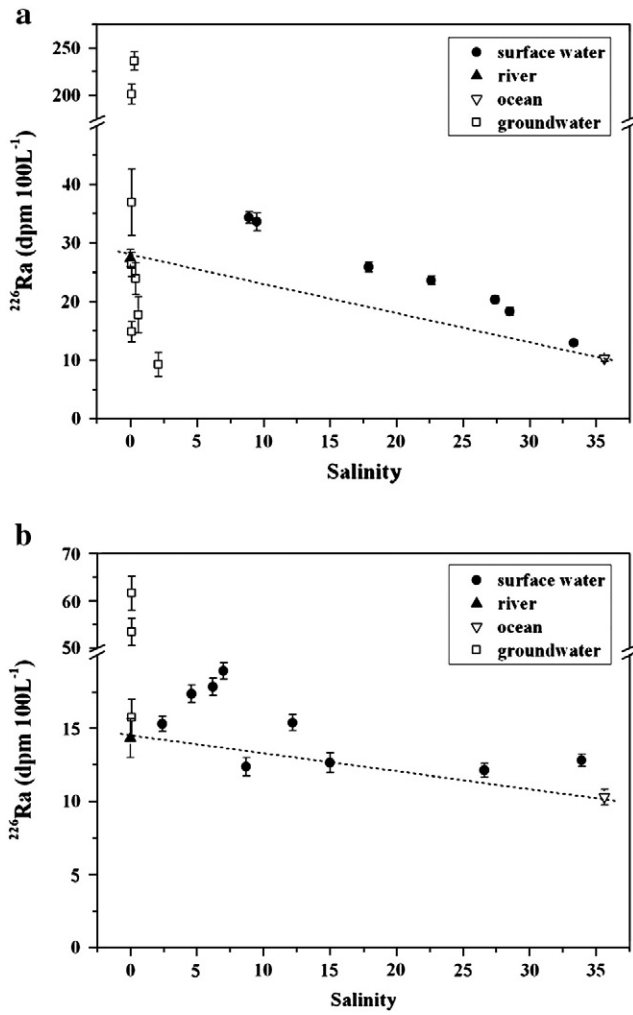 a
250
200
40
30
20
10
0
²²⁶Ra (dpm 100L⁻¹)
surface water
river
ocean
groundwater
0 5 10 15 20 25 30 35
Salinity
b
70
60
50
15
10
5
0
²²⁶Ra (dpm 100L⁻¹)
surface water
river
ocean
groundwater
0 5 10 15 20 25 30 35
Salinity